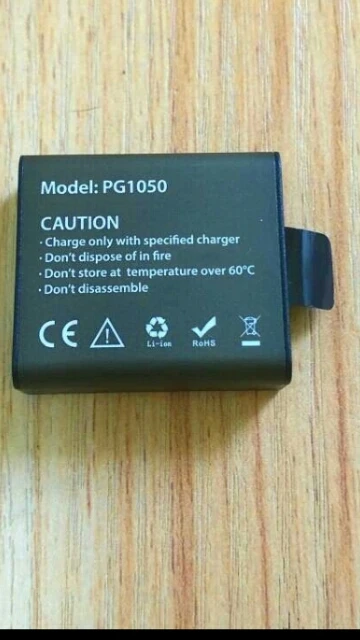 Model: PG1050
CAUTION
· Charge only with specified charger
· Don't dispose of in fire
· Don't store at temperature over 60°C
· Don't disassemble
CE
Li-ion RoHS